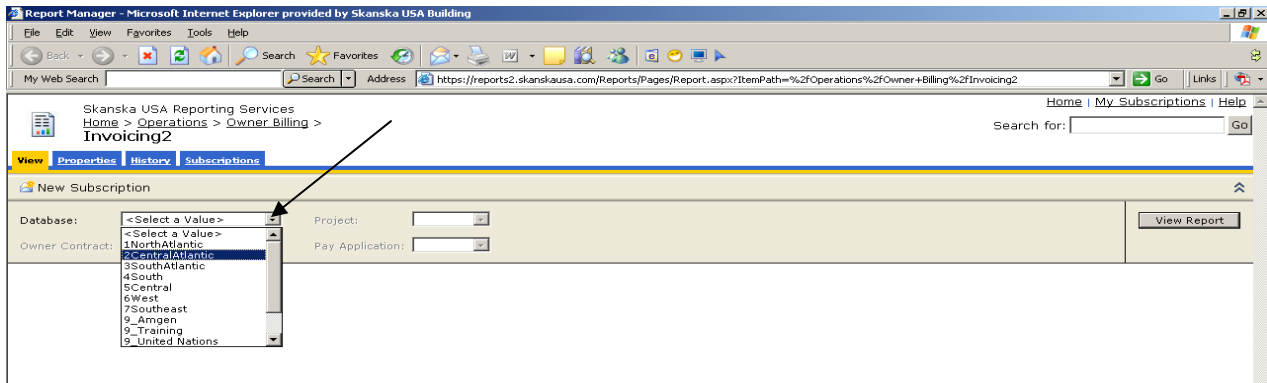 Report Manager - Microsoft Internet Explorer provided by Skanska USA Building
File Edit View Favorites Tools Help
Back Search Favorites
My Web Search Search Address https://reports2.skanskausa.com/Reports/Pages/Report.aspx?ItemPath=%2fOperations%2fOwner+Billing%2fInvoicing2 Go Links
Skanska USA Reporting Services Home | My Subscriptions | Help
Home > Operations > Owner Billing >
Invoicing2 Search for: Go
View Properties History Subscriptions
New Subscription
Database: <Select a Value> Project: View Report
Owner Contract: Pay Application:
<Select a Value>
1NorthAtlantic
2CentralAtlantic
3SouthAtlantic
4South
5Central
6West
7Southeast
9_Amgen
9_Training
9_United Nations